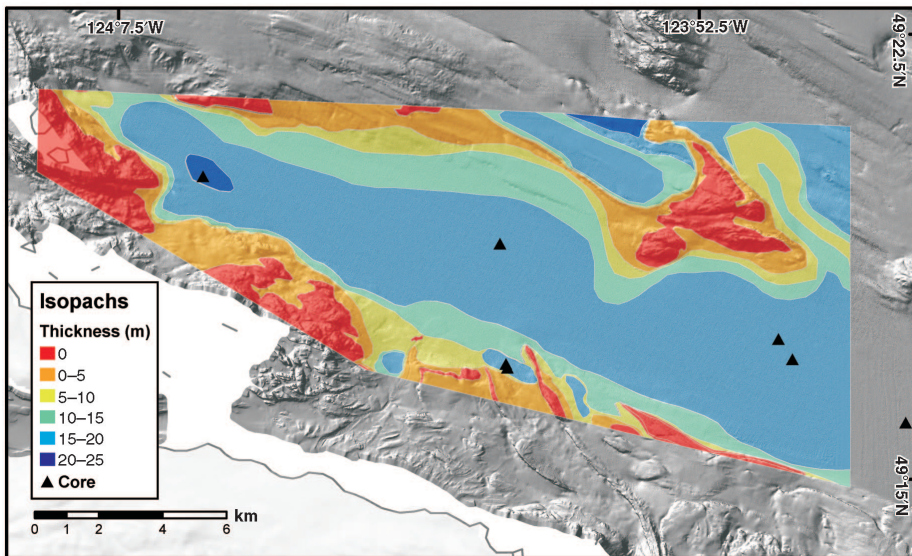 124°7.5'W
123°52.5'W
49°22.5'N
Isopachs
Thickness (m)
0
0–5
5–10
10–15
15–20
20–25
Core
km
0 2 4 6
49°15'N